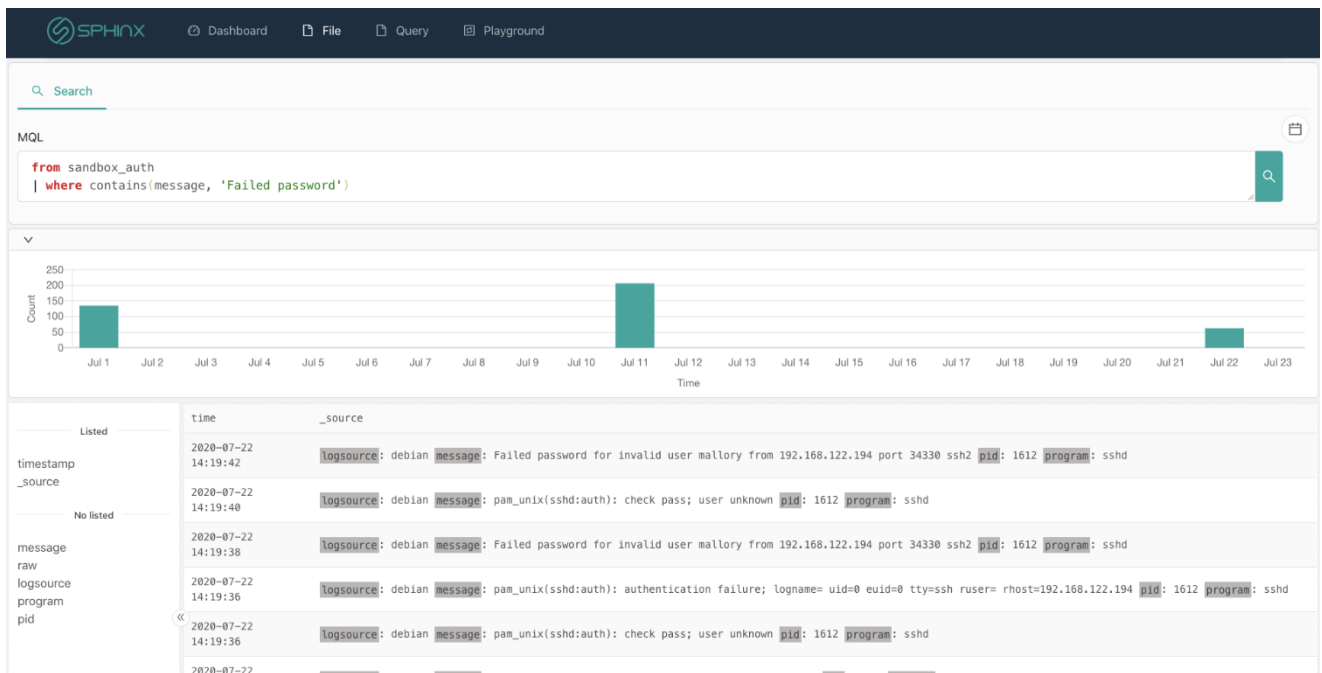 SPHINX Dashboard File Query Playground
Search
MQL
from sandbox_auth
| where contains(message, 'Failed password')
250
200
150
100
50
0
Count
Jul 1 Jul 2 Jul 3 Jul 4 Jul 5 Jul 6 Jul 7 Jul 8 Jul 9 Jul 10 Jul 11 Jul 12 Jul 13 Jul 14 Jul 15 Jul 16 Jul 17 Jul 18 Jul 19 Jul 20 Jul 21 Jul 22 Jul 23
Time
Listed
timestamp
_source
No listed
message
raw
logsource
program
pid
time _source
2020-07-22
14:19:42
logsource: debian message: Failed password for invalid user mallory from 192.168.122.194 port 34330 ssh2 pid: 1612 program: sshd
2020-07-22
14:19:40
logsource: debian message: pam_unix(sshd:auth): check pass; user unknown pid: 1612 program: sshd
2020-07-22
14:19:38
logsource: debian message: Failed password for invalid user mallory from 192.168.122.194 port 34330 ssh2 pid: 1612 program: sshd
2020-07-22
14:19:36
logsource: debian message: pam_unix(sshd:auth): authentication failure; logname= uid=0 euid=0 tty=ssh ruser= rhost=192.168.122.194 pid: 1612 program: sshd
2020-07-22
14:19:36
logsource: debian message: pam_unix(sshd:auth): check pass; user unknown pid: 1612 program: sshd
2020-07-22